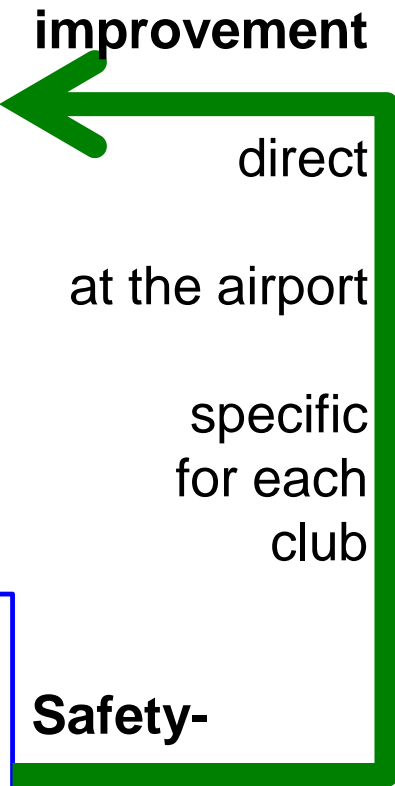 improvement
direct
at the airport
specific
for each
club
Safety-